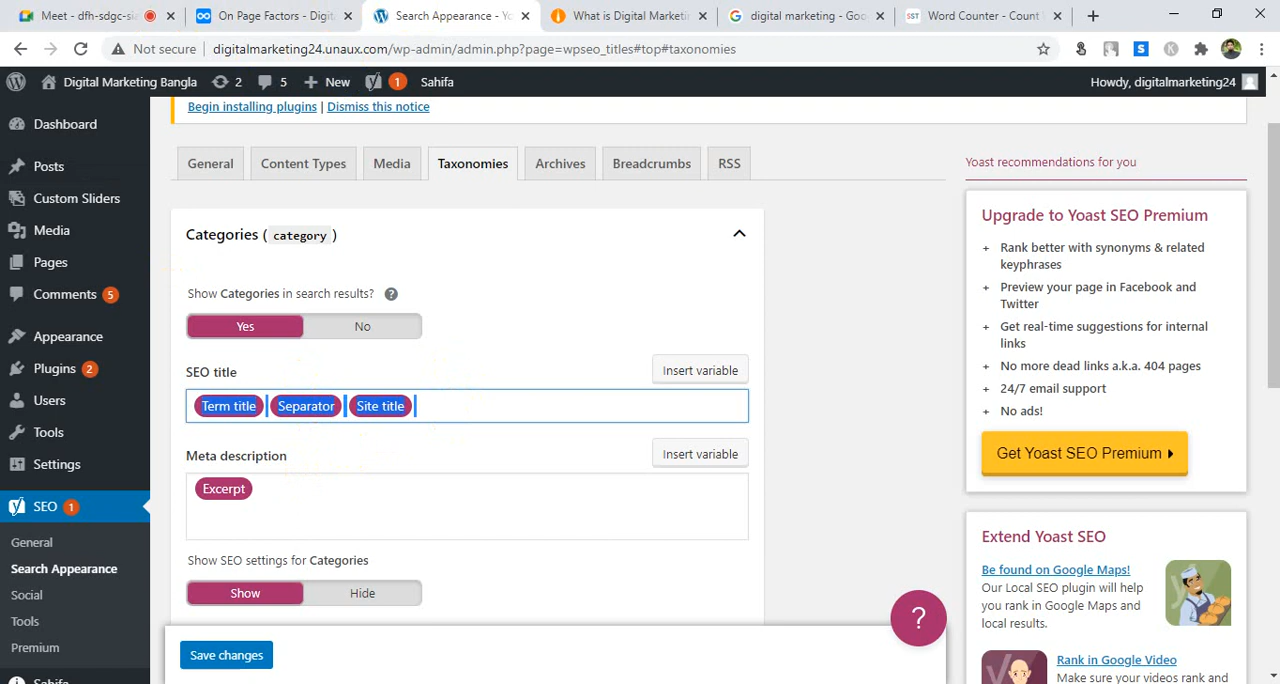 Meet - dfh-sdgc-sia
On Page Factors - Digit
Search Appearance - Yo
What is Digital Marketin
digital marketing - Goo
Word Counter - Count
Not secure
digitalmarketing24.unaux.com/wp-admin/admin.php?page=wpseo_titles#top#taxonomies
Digital Marketing Bangla
2
5
New
1
Sahifa
Howdy, digitalmarketing24
Dashboard
Posts
Custom Sliders
Media
Pages
Comments 5
Appearance
Plugins 2
Users
Tools
Settings
SEO 1
General
Search Appearance
Social
Tools
Premium
Sahifa
Begin installing plugins | Dismiss this notice
General
Content Types
Media
Taxonomies
Archives
Breadcrumbs
RSS
Categories ( category )
Show Categories in search results? ?
Yes
No
SEO title
Insert variable
Term title
Separator
Site title
Meta description
Insert variable
Excerpt
Show SEO settings for Categories
Show
Hide
Save changes
?
Yoast recommendations for you
Upgrade to Yoast SEO Premium
+ Rank better with synonyms & related
keyphrases
+ Preview your page in Facebook and
Twitter
+ Get real-time suggestions for internal
links
+ No more dead links a.k.a. 404 pages
+ 24/7 email support
+ No ads!
Get Yoast SEO Premium
Extend Yoast SEO
Be found on Google Maps!
Our Local SEO plugin will help
you rank in Google Maps and
local results.
Rank in Google Video
Make sure your videos rank and